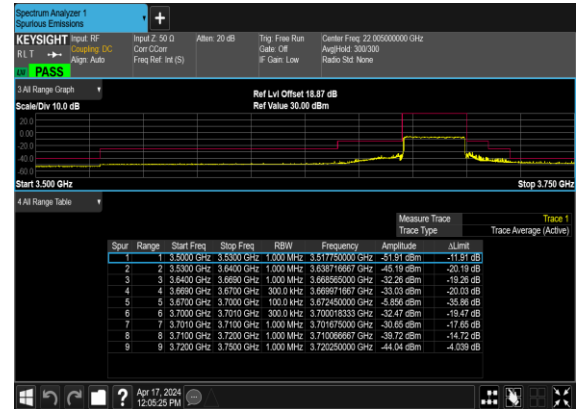 Spectrum Analyzer 1
Spurious Emissions
KEYSIGHT Input: RF Input Z: 50 Ω Atten: 20 dB Trig: Free Run Center Freq: 22.005000000 GHz
RLT Coupling: DC Corr CCorr Gate: Off Avg|Hold: 300/300
Align: Auto Freq Ref: Int (S) IF Gain: Low Radio Std: None
PASS
3 All Range Graph
Ref Lvl Offset 18.87 dB
Scale/Div 10.0 dB Ref Value 30.00 dBm
20.0
0.00
-20.0
-40.0
-60.0
Start 3.500 GHz Stop 3.750 GHz
4 All Range Table
Measure Trace Trace 1
Trace Type Trace Average (Active)
Spur Range Start Freq Stop Freq RBW Frequency Amplitude ΔLimit
1 1 3.5000 GHz 3.5300 GHz 1.000 MHz 3.517750000 GHz -51.91 dBm -11.91 dB
2 2 3.5300 GHz 3.6400 GHz 1.000 MHz 3.638716667 GHz -45.19 dBm -20.19 dB
3 3 3.6400 GHz 3.6690 GHz 1.000 MHz 3.668565000 GHz -32.26 dBm -19.26 dB
4 4 3.6690 GHz 3.6700 GHz 300.0 kHz 3.669971667 GHz -33.03 dBm -20.03 dB
5 5 3.6700 GHz 3.7000 GHz 100.0 kHz 3.672450000 GHz -5.856 dBm -35.86 dB
6 6 3.7000 GHz 3.7010 GHz 300.0 kHz 3.700018333 GHz -32.47 dBm -19.47 dB
7 7 3.7010 GHz 3.7100 GHz 1.000 MHz 3.701675000 GHz -30.65 dBm -17.65 dB
8 8 3.7100 GHz 3.7200 GHz 1.000 MHz 3.710066667 GHz -39.72 dBm -14.72 dB
9 9 3.7200 GHz 3.7500 GHz 1.000 MHz 3.720250000 GHz -44.04 dBm -4.039 dB
Apr 17, 2024
12:05:25 PM